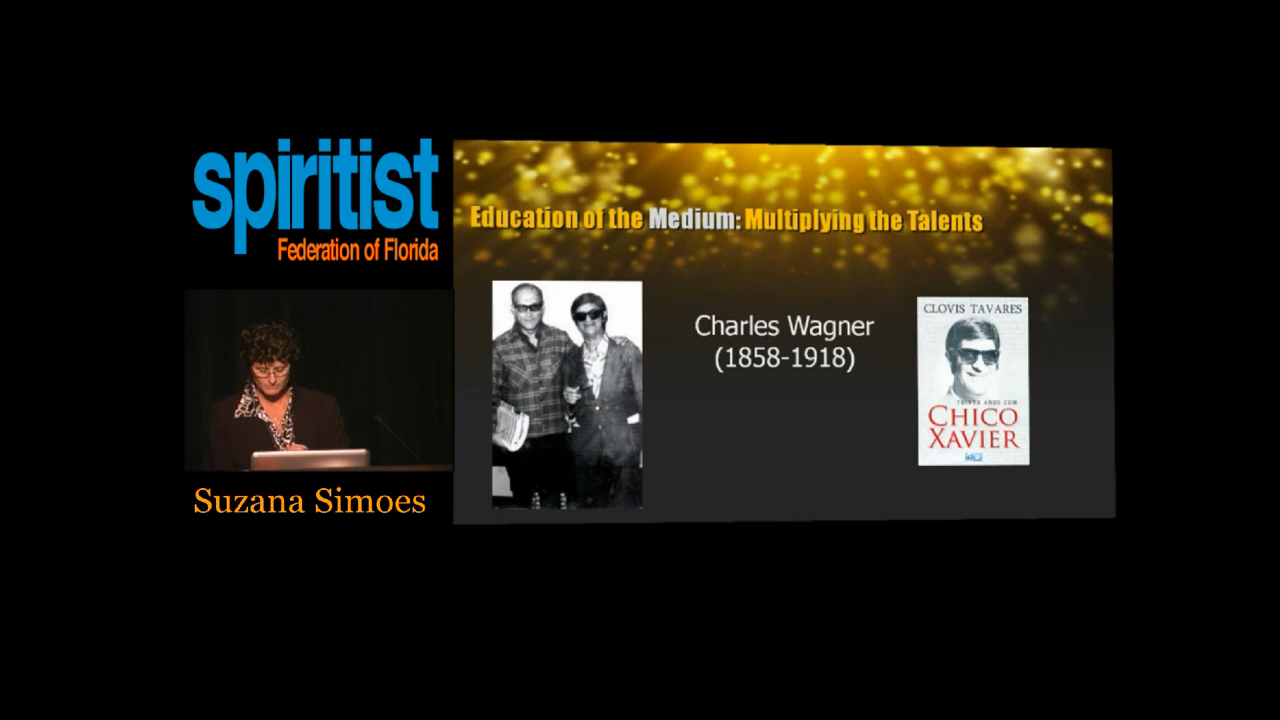 spiritist
Federation of Florida
Education of the Medium: Multiplying the Talents
Charles Wagner
(1858-1918)
CLOVIS TAVARES
TRINTA ANOS COM
CHICO
XAVIER
ide
Suzana Simoes